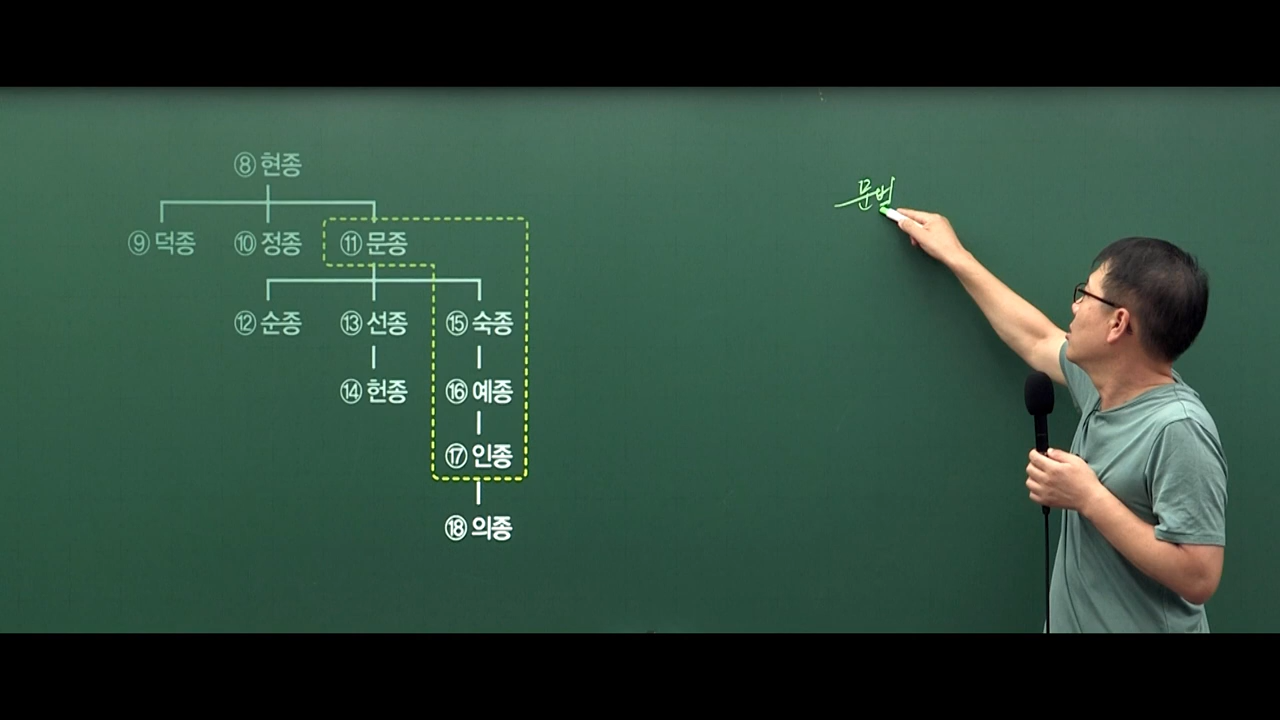 ⑧ 현종
⑨ 덕종 ⑩ 정종 ⑪ 문종
⑫ 순종 ⑬ 선종 ⑮ 숙종
⑭ 헌종 ⑯ 예종
⑰ 인종
⑱ 의종
문벌